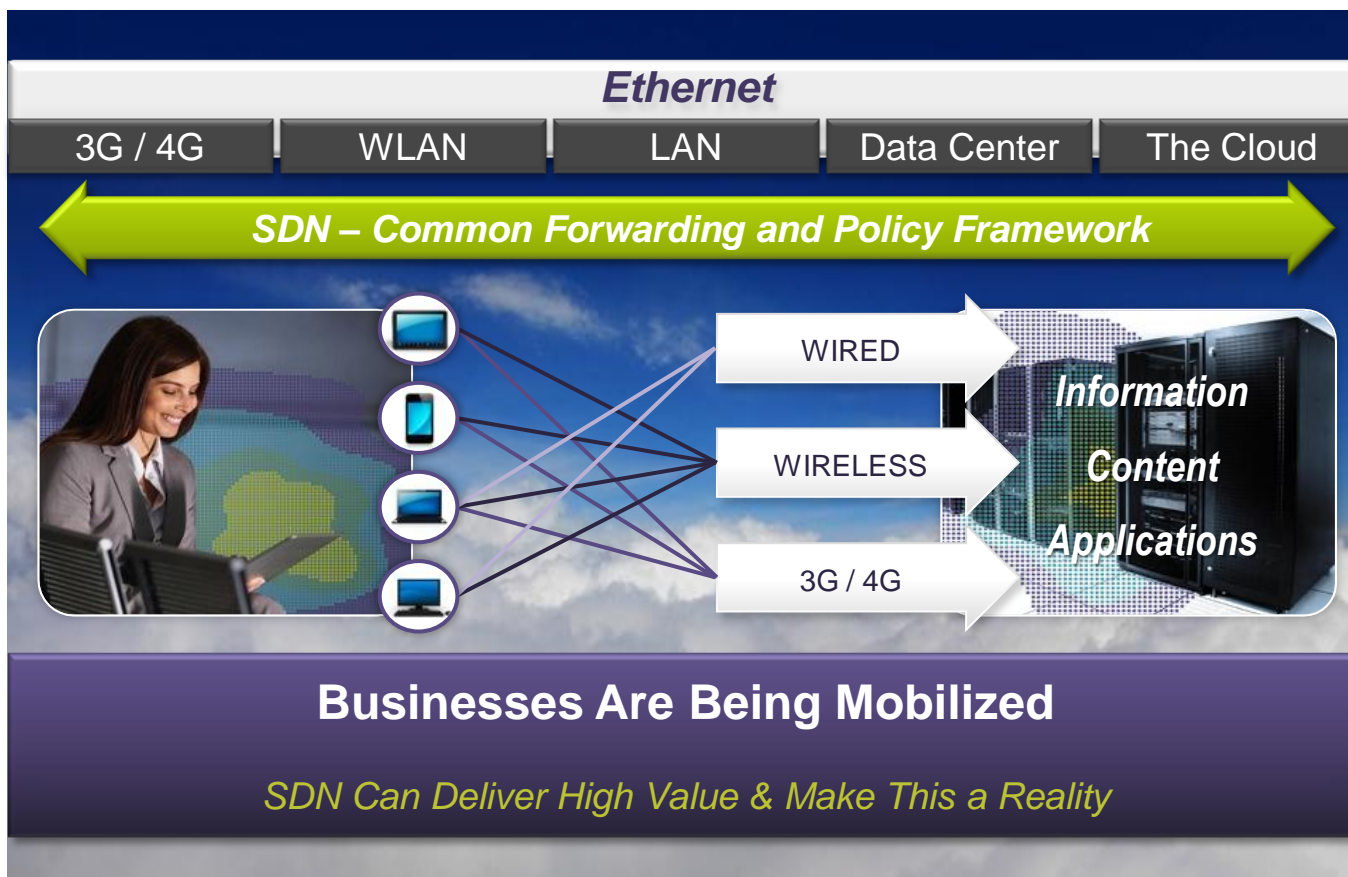 Ethernet
3G / 4G
WLAN
LAN
Data Center
The Cloud
SDN – Common Forwarding and Policy Framework
WIRED
WIRELESS
3G / 4G
Information
Content
Applications
Businesses Are Being Mobilized
SDN Can Deliver High Value & Make This a Reality